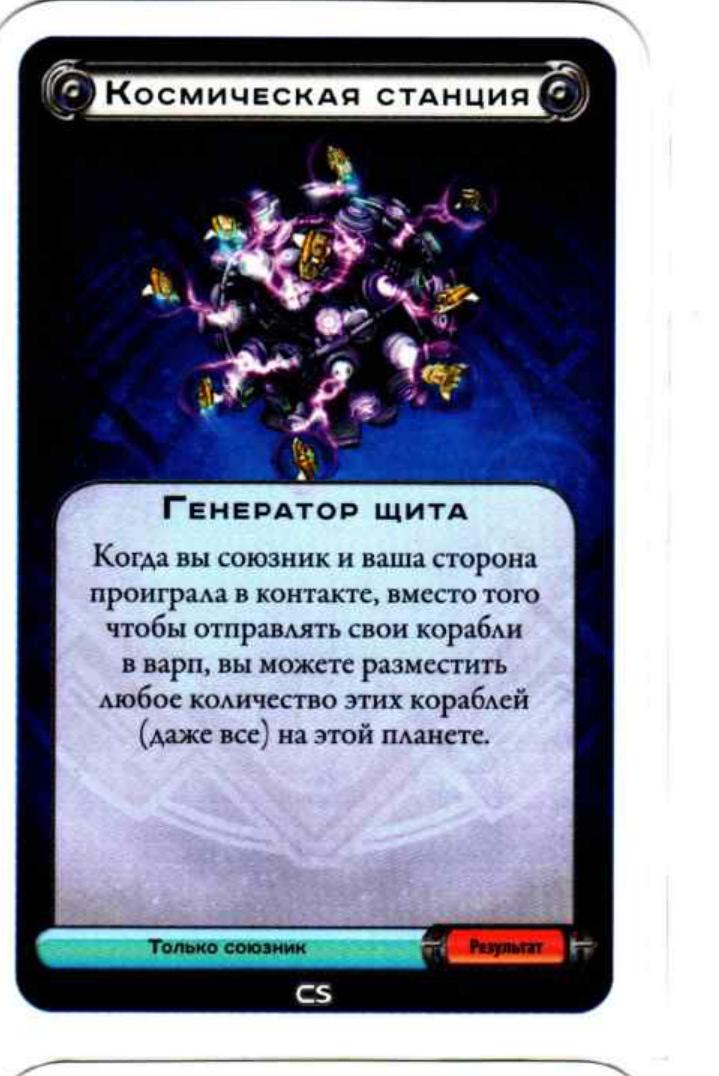 Космическая станция
Генератор щита
Когда вы союзник и ваша сторона
проиграла в контакте, вместо того
чтобы отправлять свои корабли
в варп, вы можете разместить
любое количество этих кораблей
(даже все) на этой планете.
Только союзник
Результат
CS